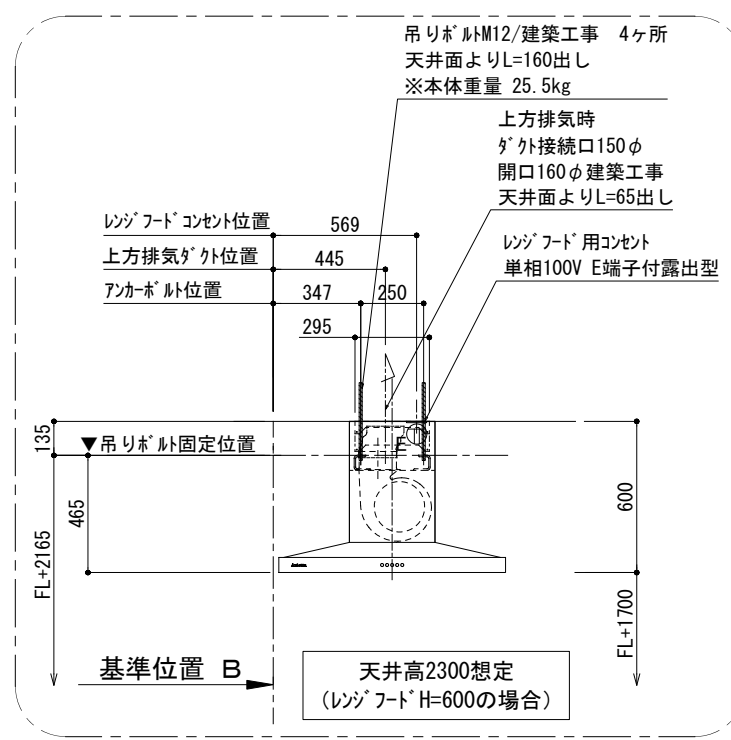 吊りﾎﾞﾙﾄM12/建築工事　4ヶ所
天井面よりL=160出し
※本体重量 25.5kg
上方排気時
ﾀﾞｸﾄ接続口150φ
開口160φ建築工事
天井面よりL=65出し
ﾚﾝｼﾞﾌｰﾄﾞｺﾝｾﾝﾄ位置
569
ﾚﾝｼﾞﾌｰﾄﾞ用ｺﾝｾﾝﾄ
単相100V E端子付露出型
上方排気ﾀﾞｸﾄ位置
445
ｱﾝｶｰﾎﾞﾙﾄ位置
347
250
295
135
▼吊りﾎﾞﾙﾄ固定位置
465
600
FL+2165
FL+1700
基準位置 B
天井高2300想定
(ﾚﾝｼﾞﾌｰﾄﾞH=600の場合)